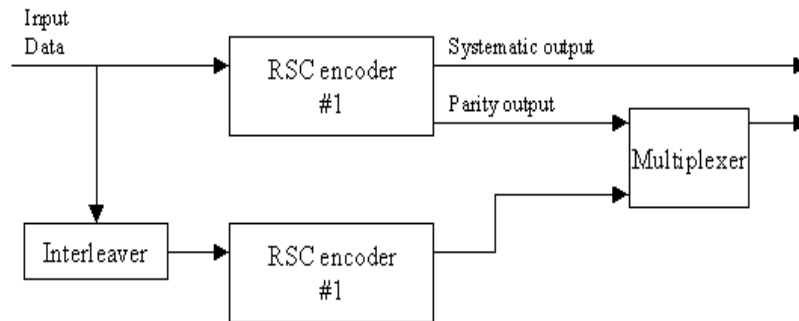 Input
Data
RSC encoder
#1
Systematic output
Parity output
Multiplexer
Interleaver
RSC encoder
#1